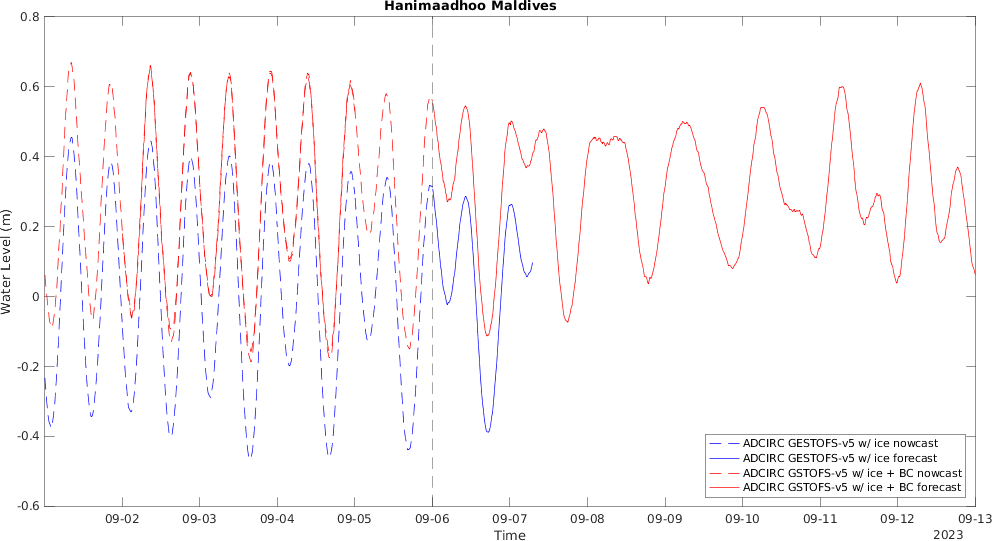 Hanimaadhoo Maldives
0.8
0.6
0.4
0.2
0
-0.2
-0.4
-0.6
Water Level (m)
ADCIRC GESTOFS-v5 w/ ice nowcast
ADCIRC GESTOFS-v5 w/ ice forecast
ADCIRC GSTOFS-v5 w/ ice + BC nowcast
ADCIRC GSTOFS-v5 w/ ice + BC forecast
09-02 09-03 09-04 09-05 09-06 09-07 09-08 09-09 09-10 09-11 09-12 09-13
Time
2023